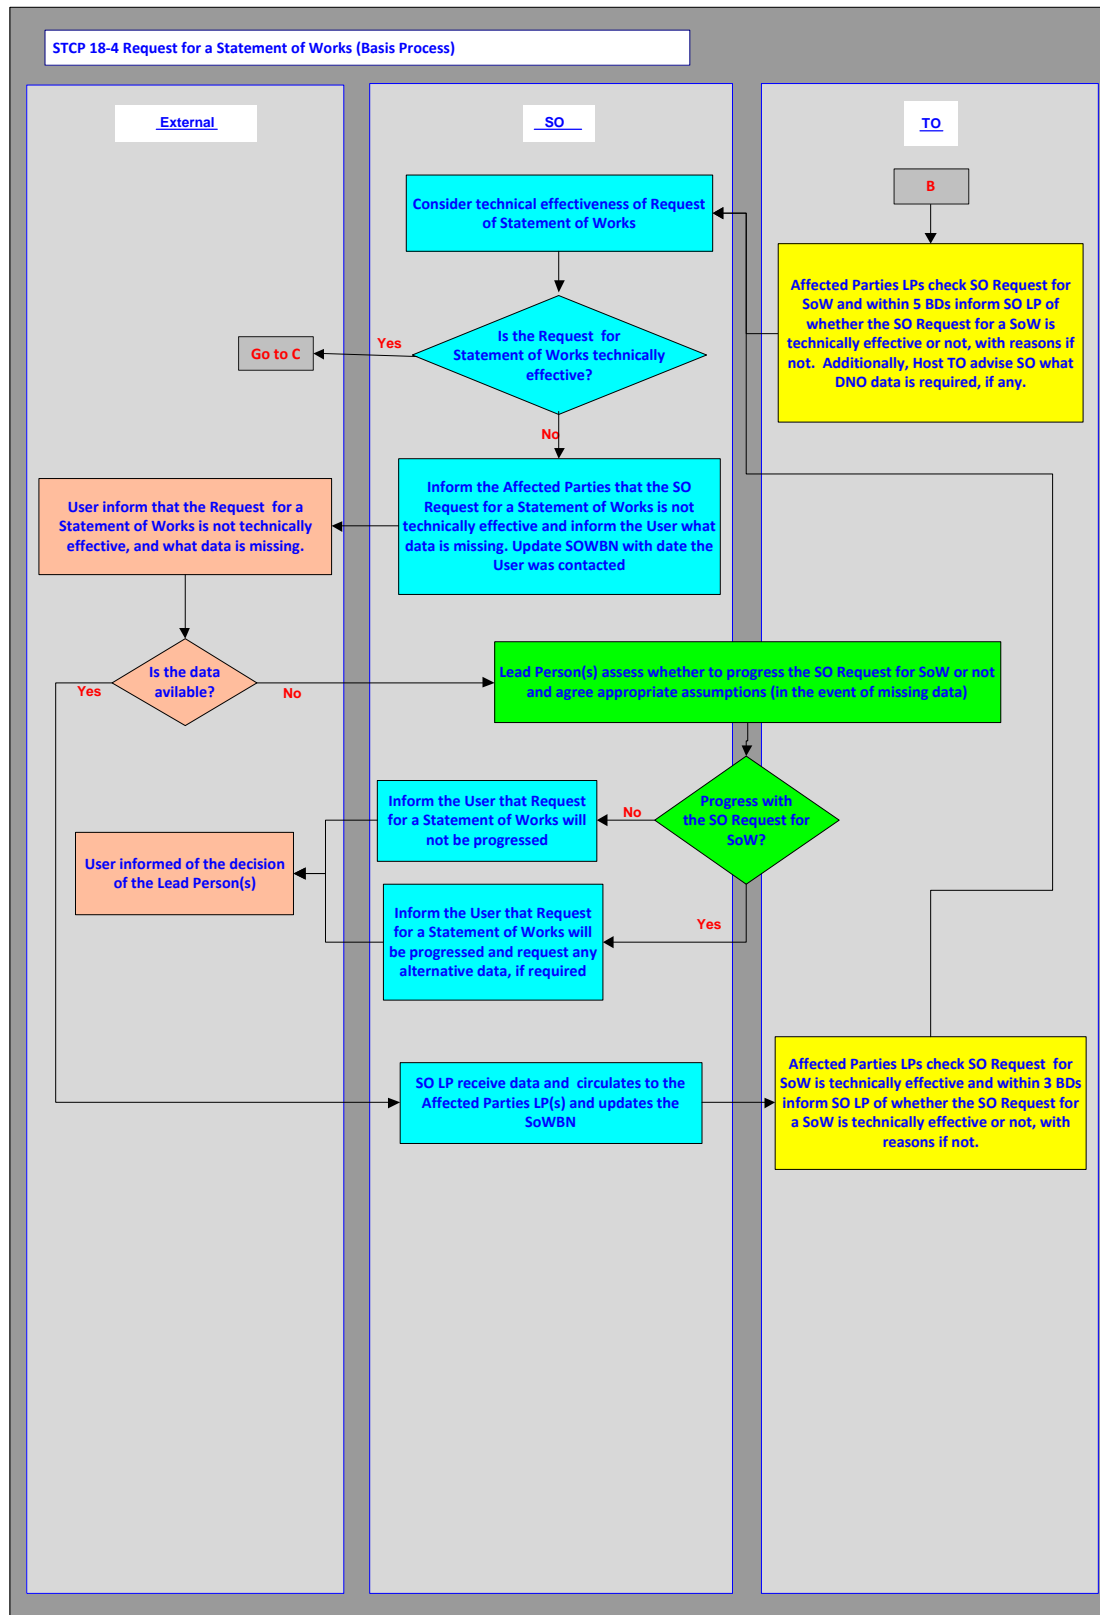 STCP 18-4 Request for a Statement of Works (Basis Process)
External
SO
TO
B
Consider technical effectiveness of Request
of Statement of Works
Affected Parties LPs check SO Request for
SoW and within 5 BDs inform SO LP of
whether the SO Request for a SoW is
technically effective or not, with reasons if
not.  Additionally, Host TO advise SO what
DNO data is required, if any.
Is the Request  for
Statement of Works technically
effective?
Yes
Go to C
No
Inform the Affected Parties that the SO
Request for a Statement of Works is not
technically effective and inform the User what
data is missing. Update SOWBN with date the
User was contacted
User inform that the Request  for a
Statement of Works is not technically
effective, and what data is missing.
Is the data
avilable?
Yes
No
Lead Person(s) assess whether to progress the SO Request for SoW or not
and agree appropriate assumptions (in the event of missing data)
Progress with
the SO Request for
SoW?
No
Inform the User that Request
for a Statement of Works will
not be progressed
User informed of the decision
of the Lead Person(s)
Yes
Inform the User that Request
for a Statement of Works will
be progressed and request any
alternative data, if required
SO LP receive data and  circulates to the
Affected Parties LP(s) and updates the
SoWBN
Affected Parties LPs check SO Request  for
SoW is technically effective and within 3 BDs
inform SO LP of whether the SO Request for
a SoW is technically effective or not, with
reasons if not.